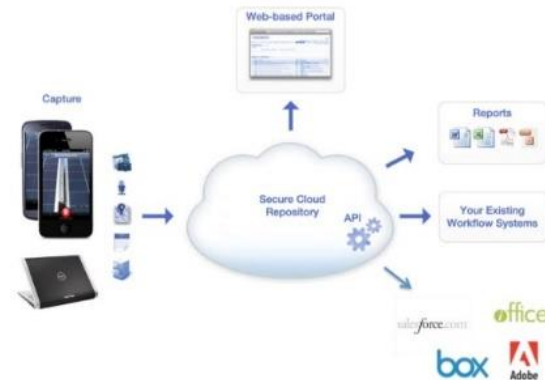 Web-based Portal
Capture
Reports
Secure Cloud
Repository
API
Your Existing
Workflow Systems
salesforce.com
office
box
Adobe